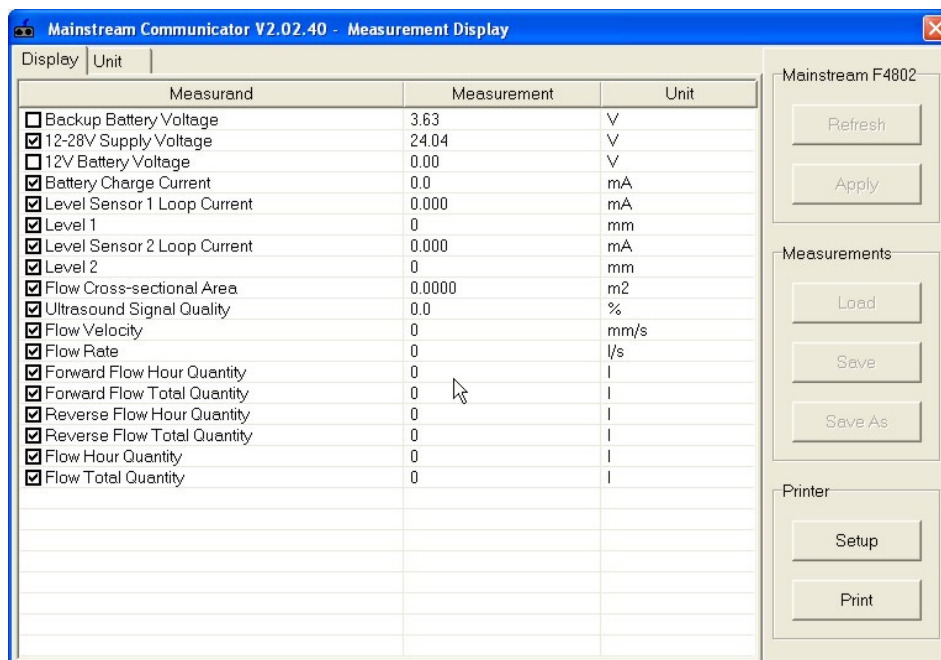 Mainstream Communicator V2.02.40 - Measurement Display
Display Unit
Measurand Measurement Unit
Backup Battery Voltage 3.63 V
12-28V Supply Voltage 24.04 V
12V Battery Voltage 0.00 V
Battery Charge Current 0.0 mA
Level Sensor 1 Loop Current 0.000 mA
Level 1 0 mm
Level Sensor 2 Loop Current 0.000 mA
Level 2 0 mm
Flow Cross-sectional Area 0.0000 m2
Ultrasound Signal Quality 0.0 %
Flow Velocity 0 mm/s
Flow Rate 0 l/s
Forward Flow Hour Quantity 0 l
Forward Flow Total Quantity 0 l
Reverse Flow Hour Quantity 0 l
Reverse Flow Total Quantity 0 l
Flow Hour Quantity 0 l
Flow Total Quantity 0 l
Mainstream F4802
Refresh
Apply
Measurements
Load
Save
Save As
Printer
Setup
Print